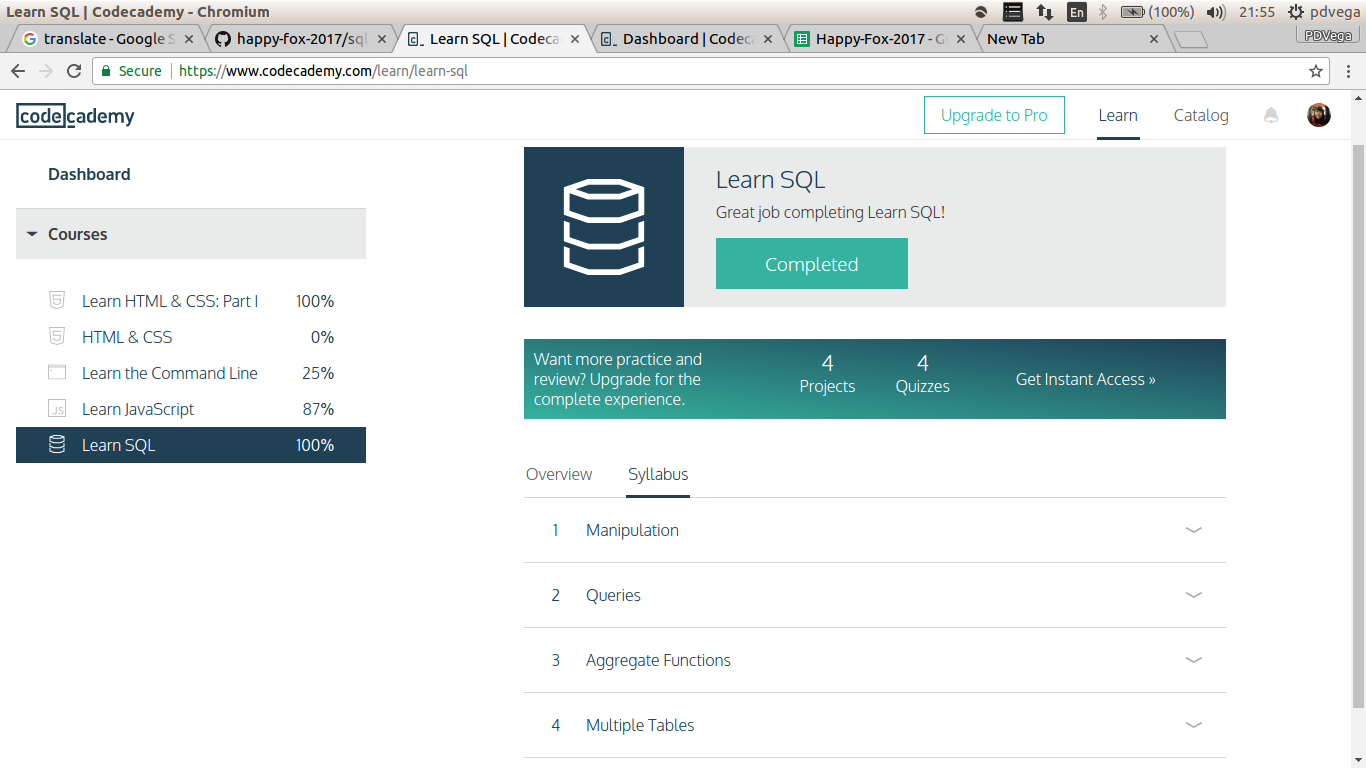 Learn SQL | Codecademy - Chromium
En (100%) 21:55 pdvega
translate - Google S
happy-fox-2017/sql
Learn SQL | Codeca
Dashboard | Codec
Happy-Fox-2017 - G
New Tab
PDVega
Secure https://www.codecademy.com/learn/learn-sql
codecademy
Upgrade to Pro
Learn
Catalog
Dashboard
Courses
Learn HTML & CSS: Part I 100%
HTML & CSS 0%
Learn the Command Line 25%
JS Learn JavaScript 87%
Learn SQL 100%
Learn SQL
Great job completing Learn SQL!
Completed
Want more practice and
review? Upgrade for the
complete experience.
4
Projects
4
Quizzes
Get Instant Access »
Overview
Syllabus
1 Manipulation
2 Queries
3 Aggregate Functions
4 Multiple Tables